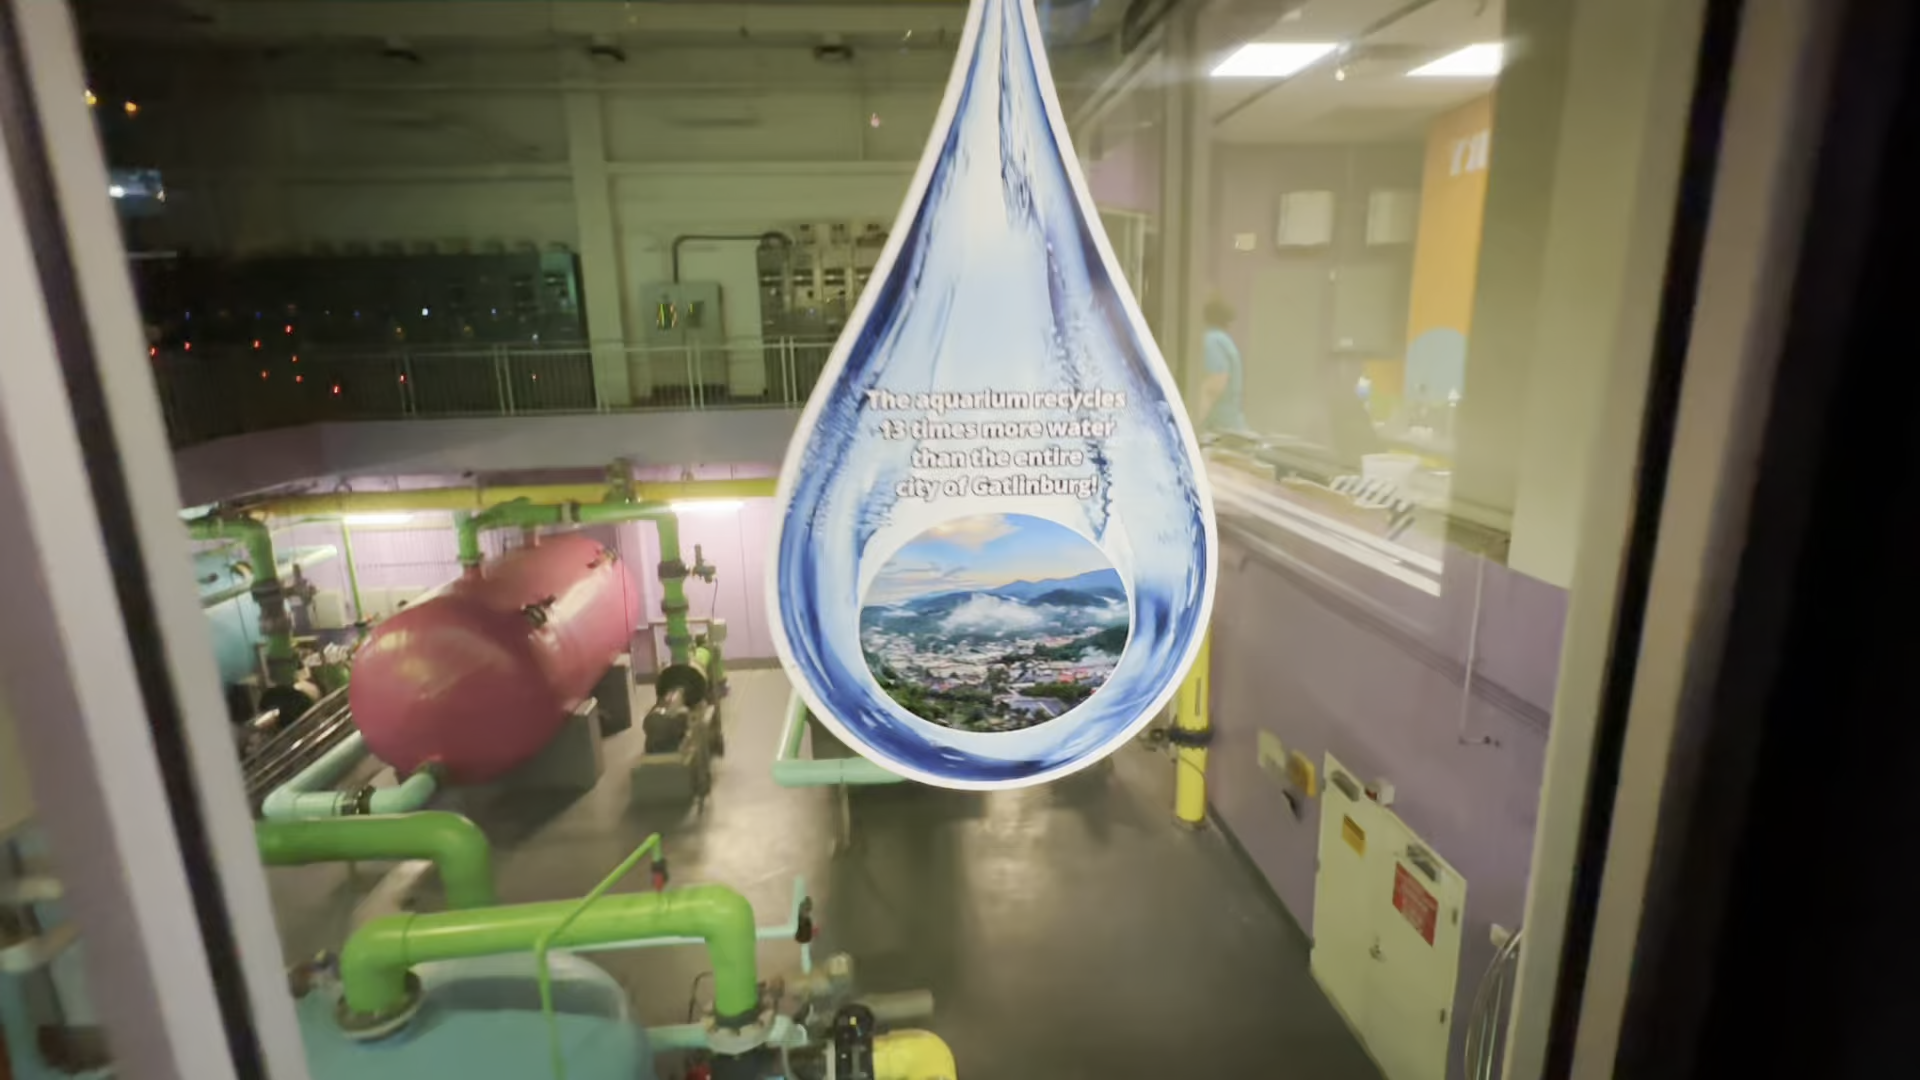 The aquarium recycles
13 times more water
than the entire
city of Gatlinburg!